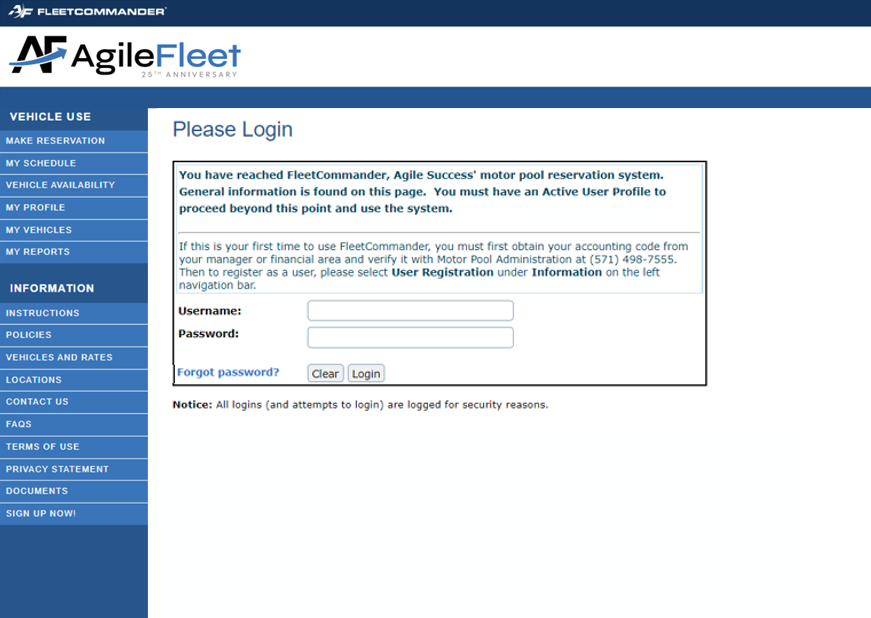 AF FLEETCOMMANDER®
AF AgileFleet
25TH ANNIVERSARY
VEHICLE USE
MAKE RESERVATION
MY SCHEDULE
VEHICLE AVAILABILITY
MY PROFILE
MY VEHICLES
MY REPORTS
INFORMATION
INSTRUCTIONS
POLICIES
VEHICLES AND RATES
LOCATIONS
CONTACT US
FAQS
TERMS OF USE
PRIVACY STATEMENT
DOCUMENTS
SIGN UP NOW!
Please Login
You have reached FleetCommander, Agile Success' motor pool reservation system.
General information is found on this page.  You must have an Active User Profile to
proceed beyond this point and use the system.
If this is your first time to use FleetCommander, you must first obtain your accounting code from
your manager or financial area and verify it with Motor Pool Administration at (571) 498-7555.
Then to register as a user, please select User Registration under Information on the left
navigation bar.
Username:
Password:
Forgot password? Clear Login
Notice: All logins (and attempts to login) are logged for security reasons.